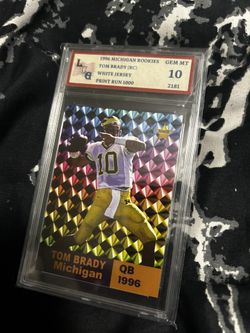 1996 MICHIGAN ROOKIES
TOM BRADY (RC)
WHITE JERSEY
PRINT RUN 1000
GEM MT
10
2181
10
TOM BRADY
Michigan
QB
1996